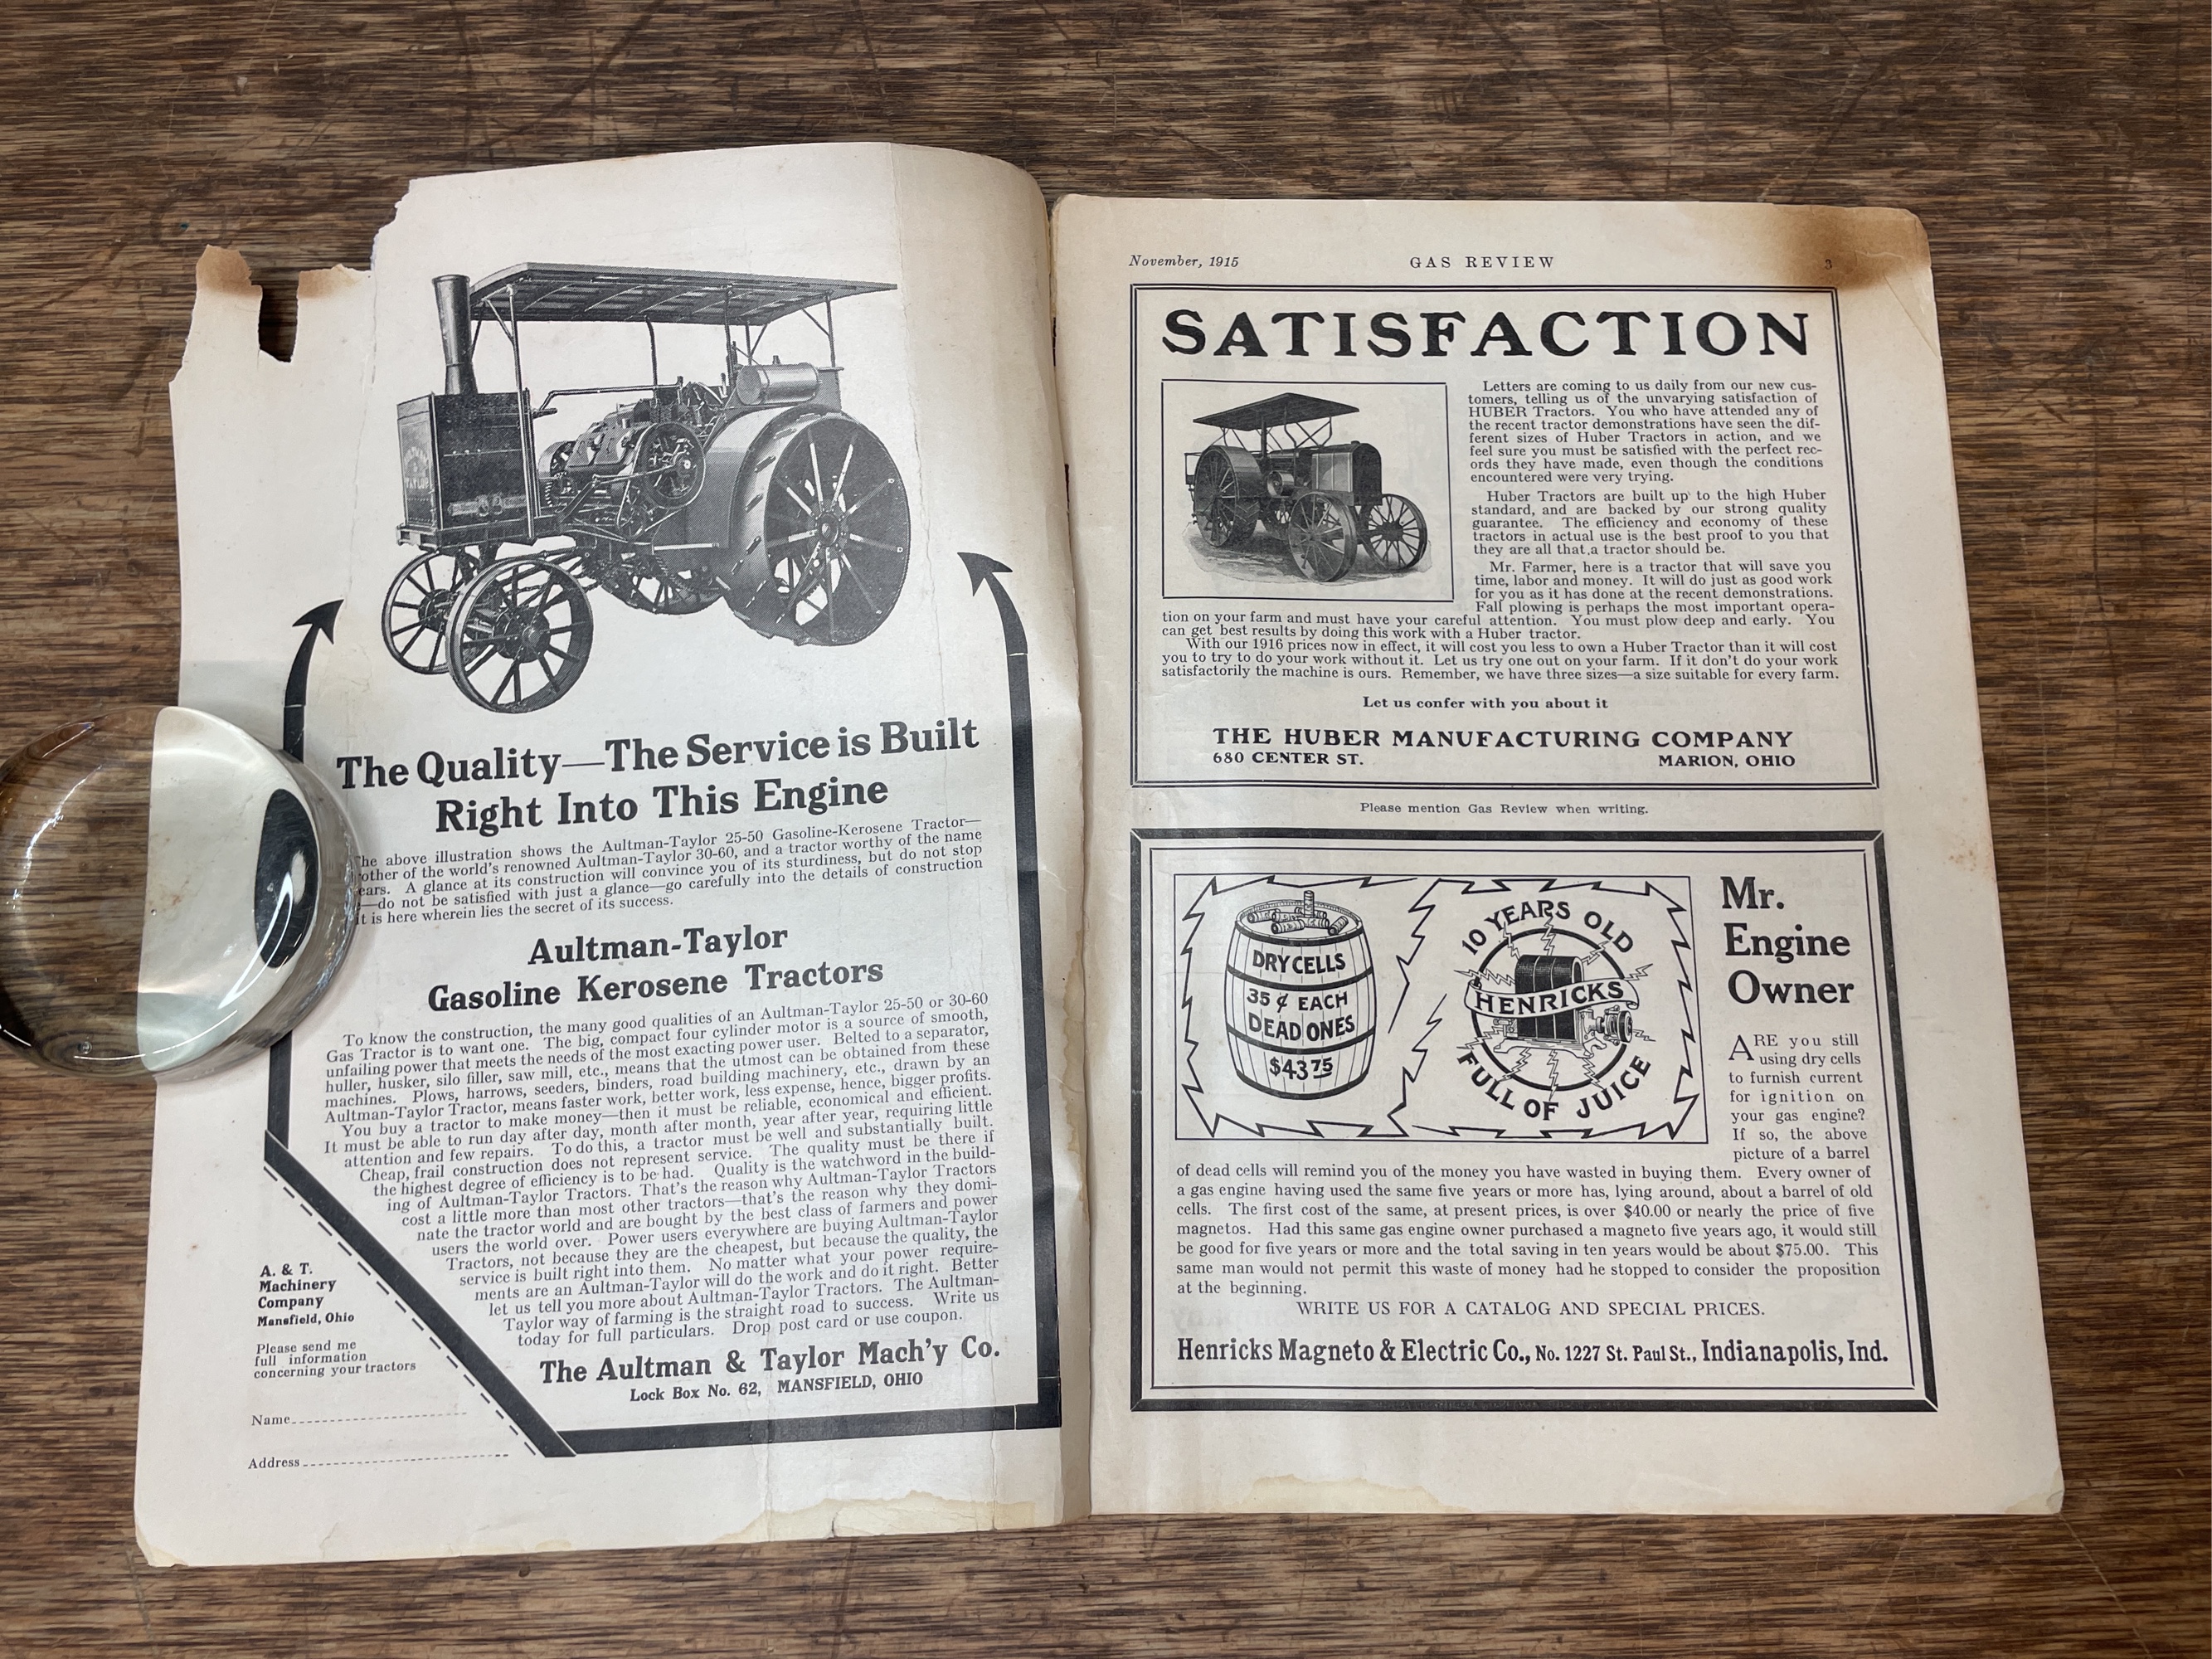 TAYLOR
The Quality—The Service is Built
Right Into This Engine
he above illustration shows the Aultman-Taylor 25-50 Gasoline-Kerosene Tractor—
other of the world's renowned Aultman-Taylor 30-60, and a tractor worthy of the name
ears. A glance at its construction will convince you of its sturdiness, but do not stop
—do not be satisfied with just a glance—go carefully into the details of construction
it is here wherein lies the secret of its success.
Aultman-Taylor
Gasoline Kerosene Tractors
To know the construction, the many good qualities of an Aultman-Taylor 25-50 or 30-60
Gas Tractor is to want one. The big, compact four cylinder motor is a source of smooth,
unfailing power that meets the needs of the most exacting power user. Belted to a separator,
huller, husker, silo filler, saw mill, etc., means that the utmost can be obtained from these
machines. Plows, harrows, seeders, binders, road building machinery, etc., drawn by an
Aultman-Taylor Tractor, means faster work, better work, less expense, hence, bigger profits.
You buy a tractor to make money—then it must be reliable, economical and efficient.
It must be able to run day after day, month after month, year after year, requiring little
attention and few repairs. To do this, a tractor must be well and substantially built.
Cheap, frail construction does not represent service. The quality must be there if
the highest degree of efficiency is to be had. Quality is the watchword in the build-
ing of Aultman-Taylor Tractors. That's the reason why Aultman-Taylor Tractors
cost a little more than most other tractors—that's the reason why they domi-
nate the tractor world and are bought by the best class of farmers and power
users the world over. Power users everywhere are buying Aultman-Taylor
Tractors, not because they are the cheapest, but because the quality, the
service is built right into them. No matter what your power require-
ments are an Aultman-Taylor will do the work and do it right. Better
let us tell you more about Aultman-Taylor Tractors. The Aultman-
Taylor way of farming is the straight road to success. Write us
today for full particulars. Drop post card or use coupon.
The Aultman & Taylor Mach'y Co.
Lock Box No. 62, MANSFIELD, OHIO
A. & T.
Machinery
Company
Mansfield, Ohio
Please send me
full information
concerning your tractors
Name
Address
November, 1915 GAS REVIEW 3
SATISFACTION
Letters are coming to us daily from our new cus-
tomers, telling us of the unvarying satisfaction of
HUBER Tractors. You who have attended any of
the recent tractor demonstrations have seen the dif-
ferent sizes of Huber Tractors in action, and we
feel sure you must be satisfied with the perfect rec-
ords they have made, even though the conditions
encountered were very trying.
Huber Tractors are built up to the high Huber
standard, and are backed by our strong quality
guarantee. The efficiency and economy of these
tractors in actual use is the best proof to you that
they are all that a tractor should be.
Mr. Farmer, here is a tractor that will save you
time, labor and money. It will do just as good work
for you as it has done at the recent demonstrations.
Fall plowing is perhaps the most important opera-
tion on your farm and must have your careful attention. You must plow deep and early. You
can get best results by doing this work with a Huber tractor.
With our 1916 prices now in effect, it will cost you less to own a Huber Tractor than it will cost
you to try to do your work without it. Let us try one out on your farm. If it don't do your work
satisfactorily the machine is ours. Remember, we have three sizes—a size suitable for every farm.
Let us confer with you about it
THE HUBER MANUFACTURING COMPANY
680 CENTER ST. MARION, OHIO
Please mention Gas Review when writing.
DRY CELLS
35 ¢ EACH
DEAD ONES
$43 75
10 YEARS OLD
HENRICKS
FULL OF JUICE
Mr.
Engine
Owner
ARE you still
using dry cells
to furnish current
for ignition on
your gas engine?
If so, the above
picture of a barrel
of dead cells will remind you of the money you have wasted in buying them. Every owner of
a gas engine having used the same five years or more has, lying around, about a barrel of old
cells. The first cost of the same, at present prices, is over $40.00 or nearly the price of five
magnetos. Had this same gas engine owner purchased a magneto five years ago, it would still
be good for five years or more and the total saving in ten years would be about $75.00. This
same man would not permit this waste of money had he stopped to consider the proposition
at the beginning.
WRITE US FOR A CATALOG AND SPECIAL PRICES.
Henricks Magneto & Electric Co., No. 1227 St. Paul St., Indianapolis, Ind.